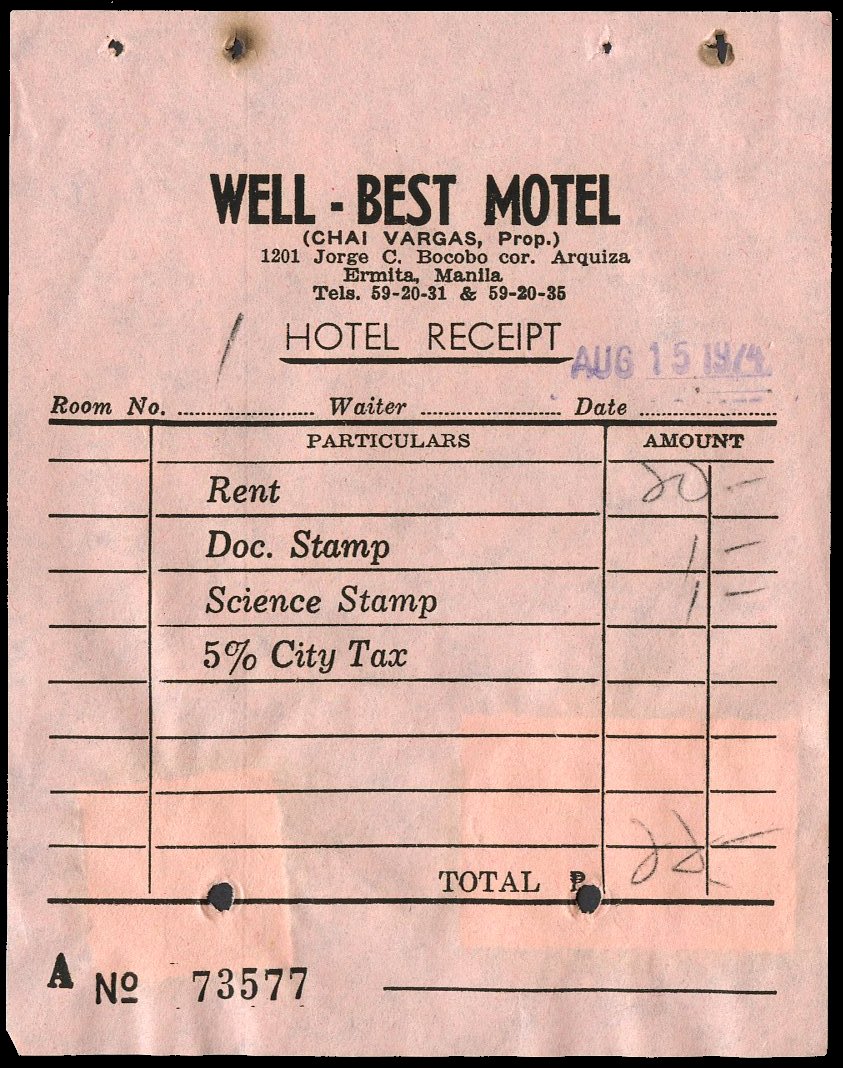 WELL - BEST MOTEL
(CHAI VARGAS, Prop.)
1201 Jorge C. Bocobo cor. Arquiza
Ermita, Manila
Tels. 59-20-31 & 59-20-35
HOTEL RECEIPT
AUG 15 1974
Room No. Waiter Date
PARTICULARS AMOUNT
Rent 20 -
Doc. Stamp 1 -
Science Stamp 1 -
5% City Tax
TOTAL ₱ 22 -
A Nº 73577